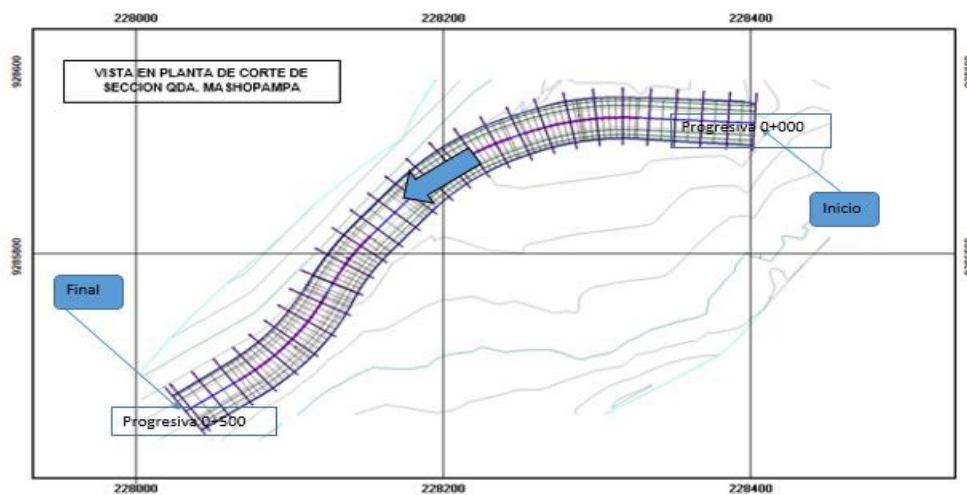 228000 228200 228400
VISTA EN PLANTA DE CORTE DE
SECCION QDA. MASHOPAMPA
Progresiva 0+000
Inicio
9285800
Final
Progresiva 0+500
228000 228200 228400